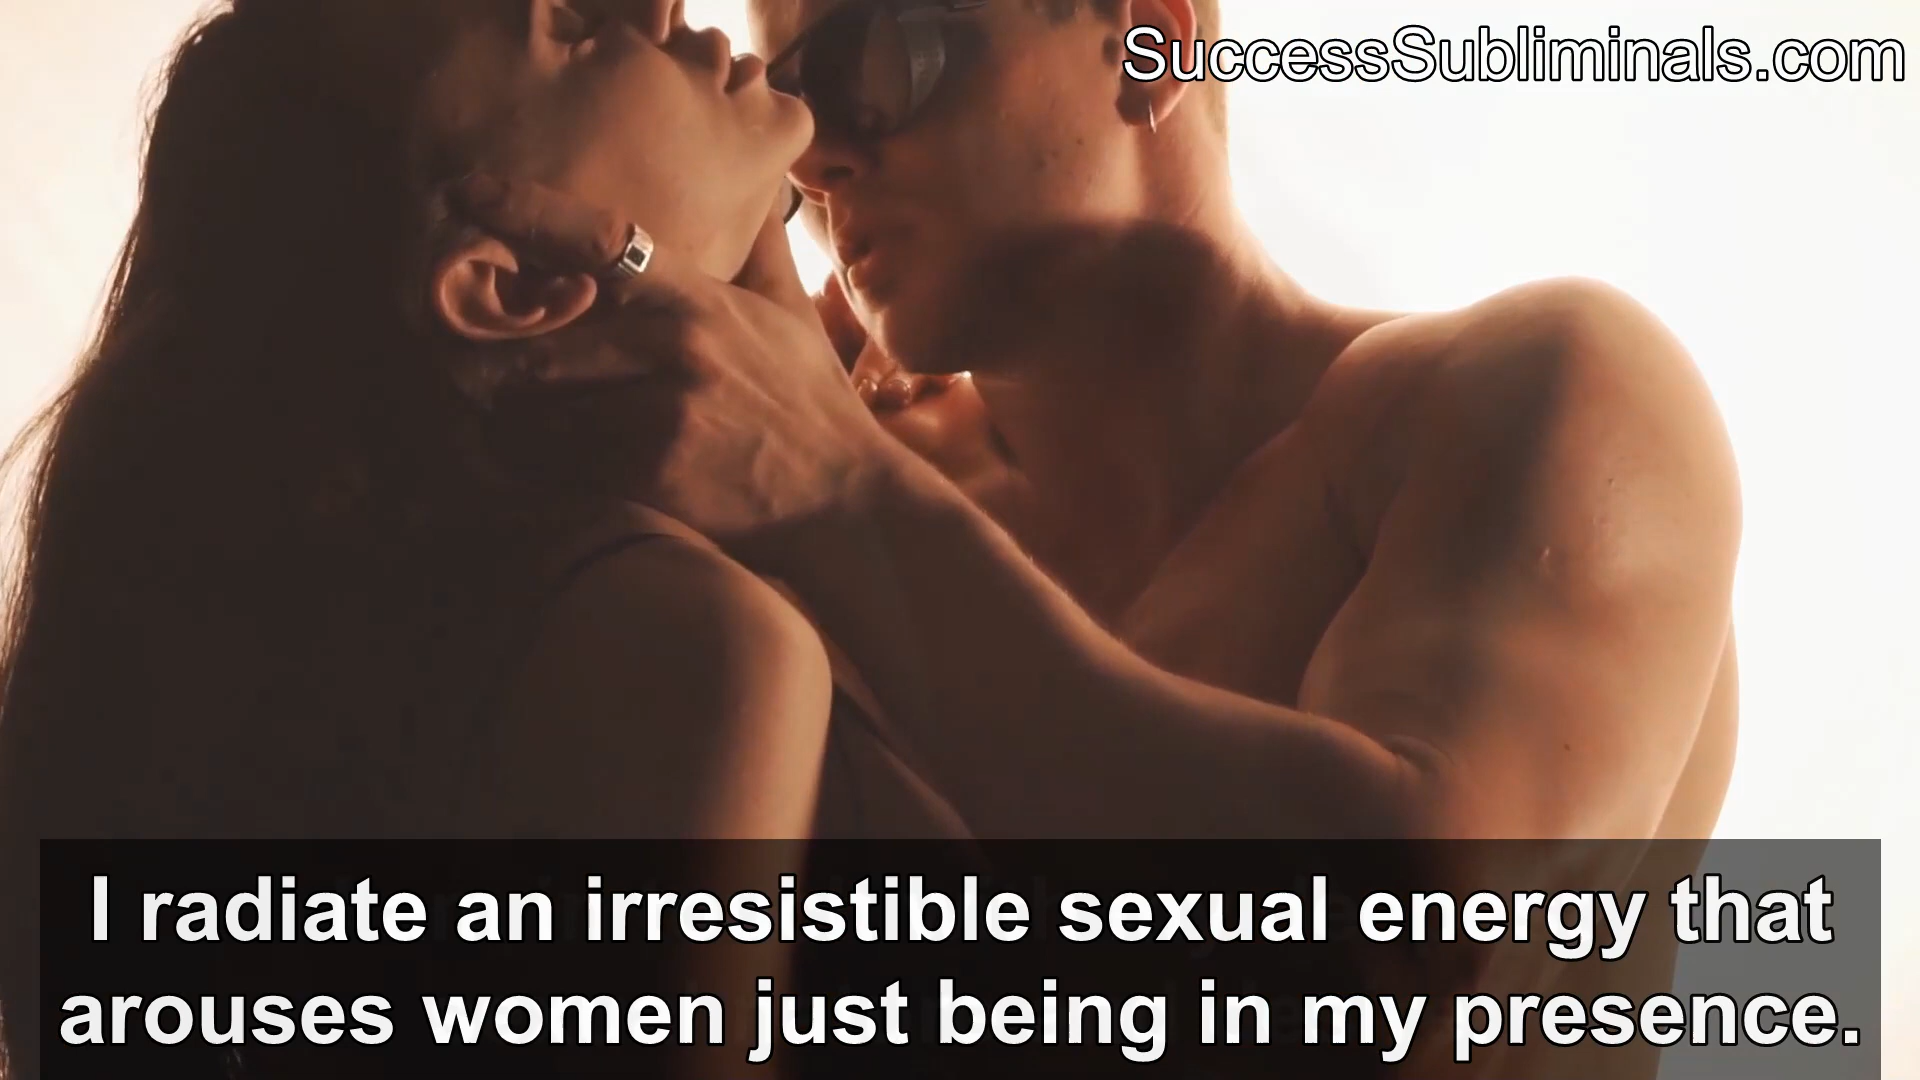 SuccessSubliminals.com
I radiate an irresistible sexual energy that
arouses women just being in my presence.